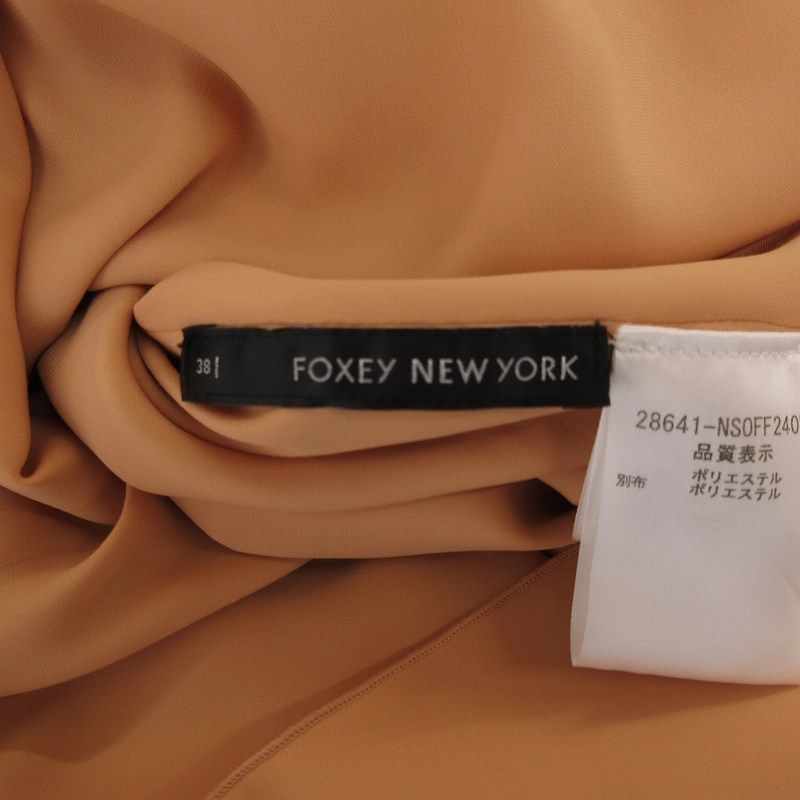 38
FOXEY NEW YORK
28641-NSOFF240
品質表示
ポリエステル
別布 ポリエステル